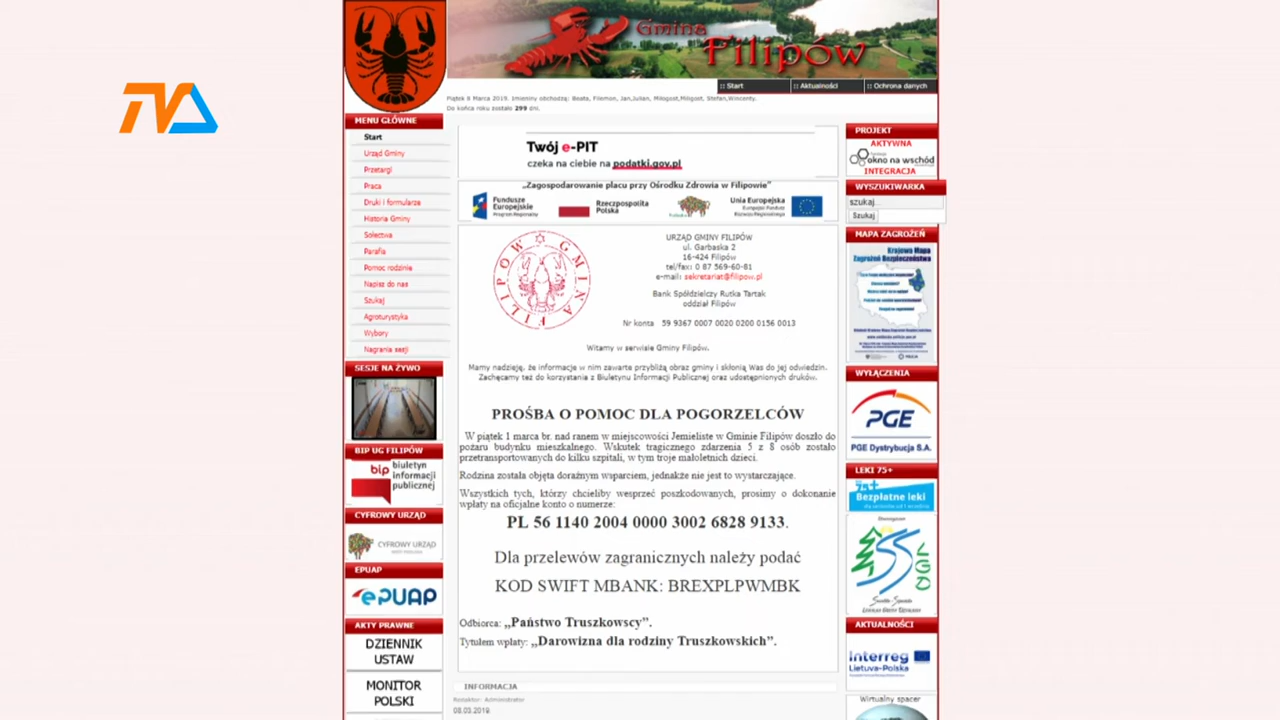 Gmina
Filipów
:: Start
:: Aktualności
:: Ochrona danych
Piątek 8 Marca 2019. Imieniny obchodzą: Beata, Filemon, Jan,Julian, Miłogost,Miligost, Stefan,Wincenty.
Do końca roku zostało 299 dni.
TVA
MENU GŁÓWNE
Start
Urząd Gminy
Przetargi
Praca
Druki i formularze
Historia Gminy
Sołectwa
Parafia
Pomoc rodzinie
Napisz do nas
Szukaj
Agroturystyka
Wybory
Nagrania sesji
SESJE NA ŻYWO
BIP UG FILIPÓW
bip
biuletyn
informacji
publicznej
CYFROWY URZĄD
CYFROWY URZĄD
EPUAP
ePUAP
AKTY PRAWNE
DZIENNIK
USTAW
MONITOR
POLSKI
Twój e-PIT
czeka na ciebie na podatki.gov.pl
„Zagospodarowanie placu przy Ośrodku Zdrowia w Filipowie”
Fundusze
Europejskie
Program Regionalny
Rzeczpospolita
Polska
Unia Europejska
Europejski Fundusz
Rozwoju Regionalnego
FILIPOW GMINA
URZĄD GMINY FILIPÓW
ul. Garbaska 2
16-424 Filipów
tel/fax: 0 87 569-60-81
e-mail: sekretariat@filipow.pl
Bank Spółdzielczy Rutka Tartak
oddział Filipów
Nr konta 59 9367 0007 0020 0200 0156 0013
Witamy w serwisie Gminy Filipów.
Mamy nadzieję, że informacje w nim zawarte przybliżą obraz gminy i skłonią Was do jej odwiedzin.
Zachęcamy też do korzystania z Biuletynu Informacji Publicznej oraz udostępnionych druków.
PROŚBA O POMOC DLA POGORZELCÓW
W piątek 1 marca br. nad ranem w miejscowości Jemieliste w Gminie Filipów doszło do
pożaru budynku mieszkalnego. Wskutek tragicznego zdarzenia 5 z 8 osób zostało
przetransportowanych do kilku szpitali, w tym troje małoletnich dzieci.
Rodzina została objęta doraźnym wsparciem, jednakże nie jest to wystarczające.
Wszystkich tych, którzy chcieliby wesprzeć poszkodowanych, prosimy o dokonanie
wpłaty na oficjalne konto o numerze:
PL 56 1140 2004 0000 3002 6828 9133.
Dla przelewów zagranicznych należy podać
KOD SWIFT MBANK: BREXPLPWMBK
Odbiorca: „Państwo Truszkowscy”.
Tytułem wpłaty: „Darowizna dla rodziny Truszkowskich”.
INFORMACJA
Redaktor: Administrator
08.03.2019.
PROJEKT
AKTYWNA
okno na wschód
INTEGRACJA
WYSZUKIWARKA
szukaj...
Szukaj
MAPA ZAGROŻEŃ
Krajowa Mapa
Zagrożeń Bezpieczeństwa
WYŁĄCZENIA
PGE
PGE Dystrybucja S.A.
LEKI 75+
75+
Bezpłatne leki
LGD
AKTUALNOŚCI
Interreg
Lietuva-Polska
Wirtualny spacer